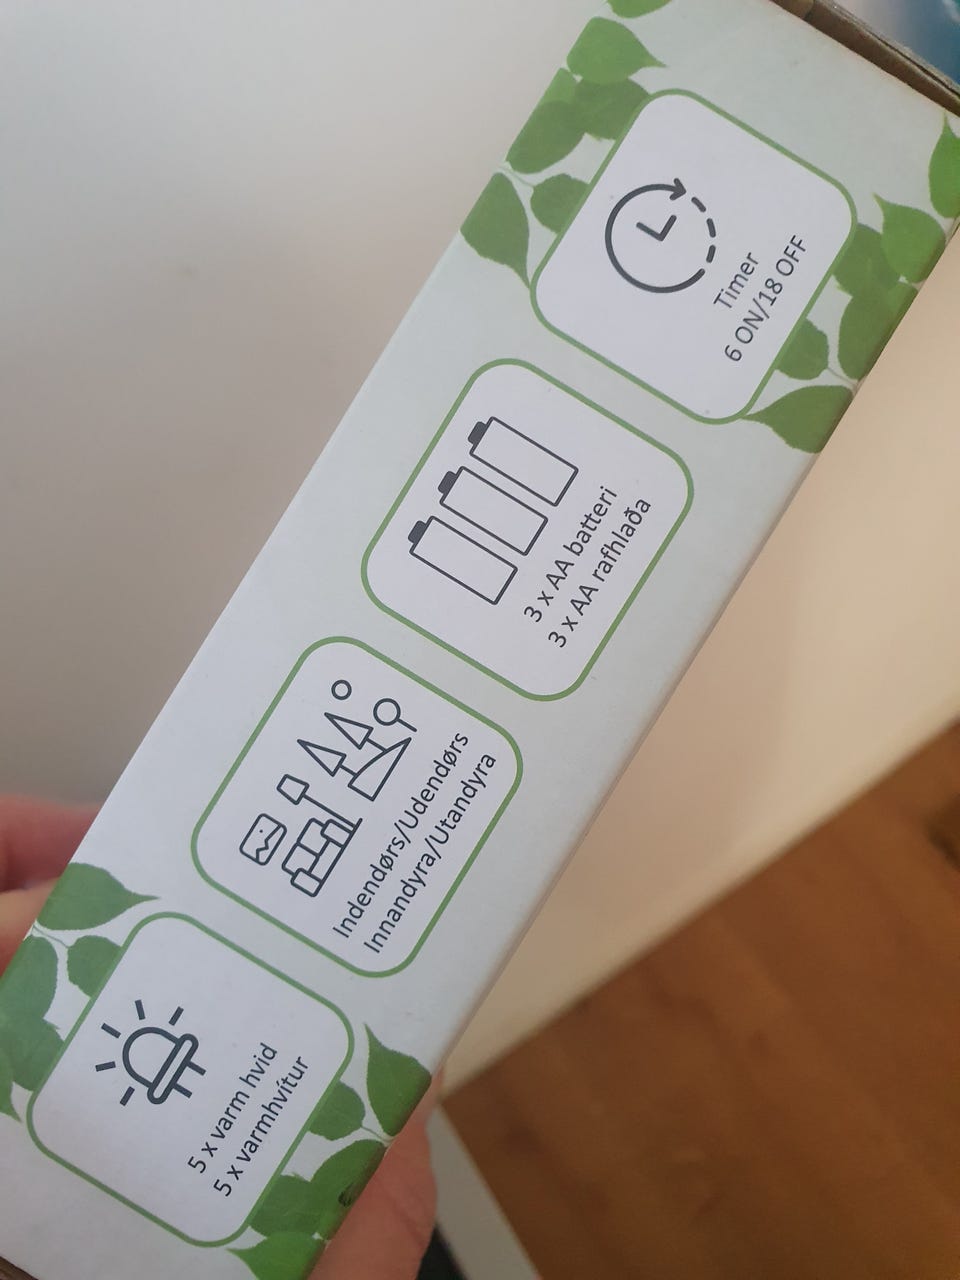 5 x varm hvid
5 x varmhvítur
Indendørs/Udendørs
Innandyra/Utandyra
3 x AA batteri
3 x AA rafhlaða
Timer
6 ON/18 OFF